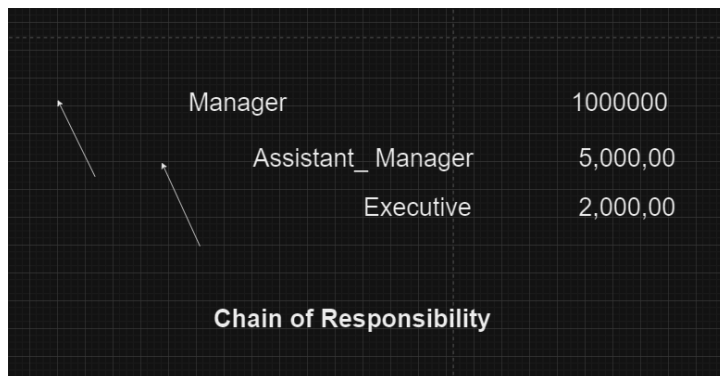 Manager 1000000
Assistant_ Manager 5,000,00
Executive 2,000,00
Chain of Responsibility